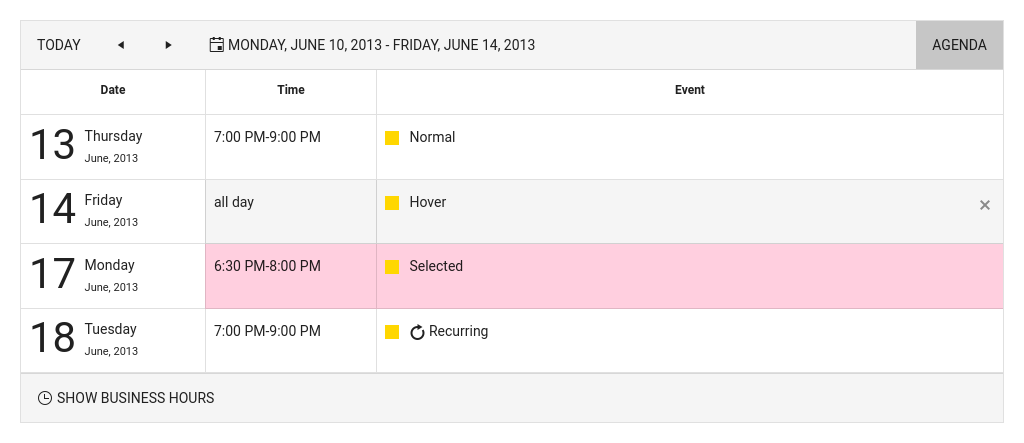 TODAY MONDAY, JUNE 10, 2013 - FRIDAY, JUNE 14, 2013 AGENDA
Date Time Event
13 Thursday June, 2013 7:00 PM-9:00 PM Normal
14 Friday June, 2013 all day Hover
17 Monday June, 2013 6:30 PM-8:00 PM Selected
18 Tuesday June, 2013 7:00 PM-9:00 PM Recurring
SHOW BUSINESS HOURS